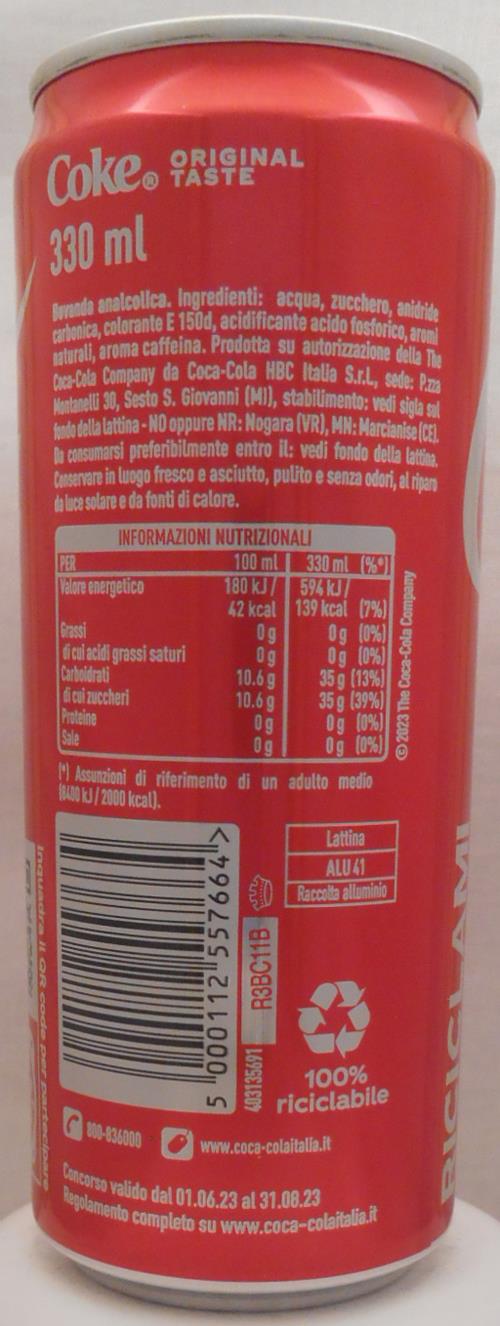 Coke® ORIGINAL
TASTE
330 ml
Bevanda analcolica. Ingredienti: acqua, zucchero, anidride
carbonica, colorante E 150d, acidificante acido fosforico, aromi
naturali, aroma caffeina. Prodotta su autorizzazione della The
Coca-Cola Company da Coca-Cola HBC Italia S.r.l., sede: P.zza
Montanelli 30, Sesto S. Giovanni (MI), stabilimento: vedi sigla sul
fondo della lattina - NO oppure NR: Nogara (VR), MN: Marcianise (CE).
Da consumarsi preferibilmente entro il: vedi fondo della lattina.
Conservare in luogo fresco e asciutto, pulito e senza odori, al riparo
da luce solare e da fonti di calore.
INFORMAZIONI NUTRIZIONALI
PER 100 ml 330 ml (%*)
Valore energetico 180 kJ / 594 kJ /
42 kcal 139 kcal (7%)
Grassi 0 g 0 g (0%)
di cui acidi grassi saturi 0 g 0 g (0%)
Carboidrati 10.6 g 35 g (13%)
di cui zuccheri 10.6 g 35 g (39%)
Proteine 0 g 0 g (0%)
Sale 0 g 0 g (0%)
© 2023 The Coca-Cola Company
(*) Assunzioni di riferimento di un adulto medio
(8400 kJ / 2000 kcal).
Lattina
ALU 41
Raccolta alluminio
5 000112 557664 >
R3BC11B
403135691
100%
riciclabile
800-836000 www.coca-colaitalia.it
Concorso valido dal 01.06.23 al 31.08.23
Regolamento completo su www.coca-colaitalia.it
Inquadra il QR code per partecipare
RICICLAMI